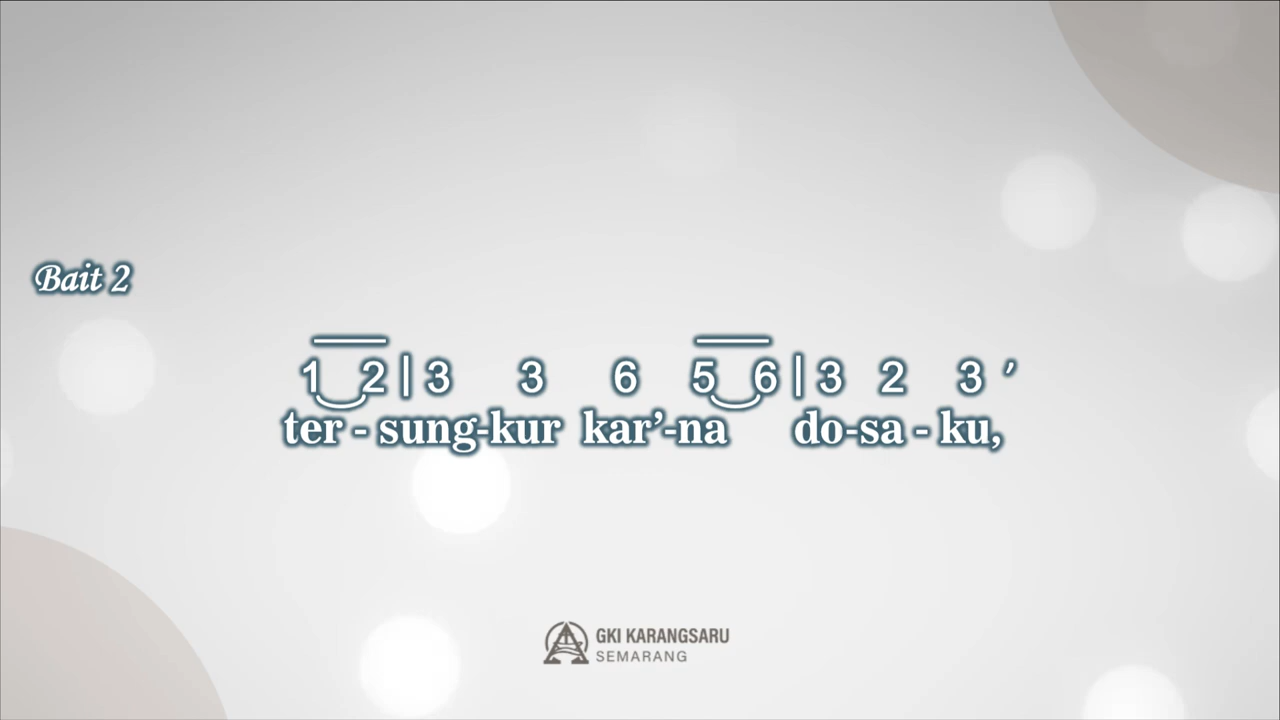 Bait 2
1 2 | 3 3 6 5 6 | 3 2 3 ’
ter - sung-kur kar’-na do-sa - ku,
GKI KARANGSARU
SEMARANG